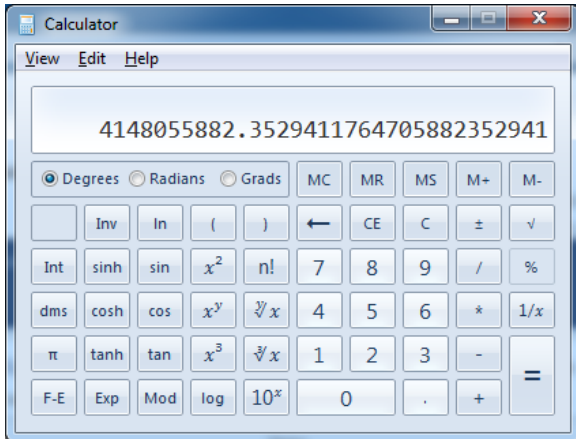 Calculator
View Edit Help
4148055882.3529411764705882352941
Degrees Radians Grads MC MR MS M+ M-
Inv ln ( ) ← CE C ± √
Int sinh sin x² n! 7 8 9 / %
dms cosh cos xʸ ʸ√x 4 5 6 * 1/x
π tanh tan x³ ³√x 1 2 3 - =
F-E Exp Mod log 10ˣ 0 . +